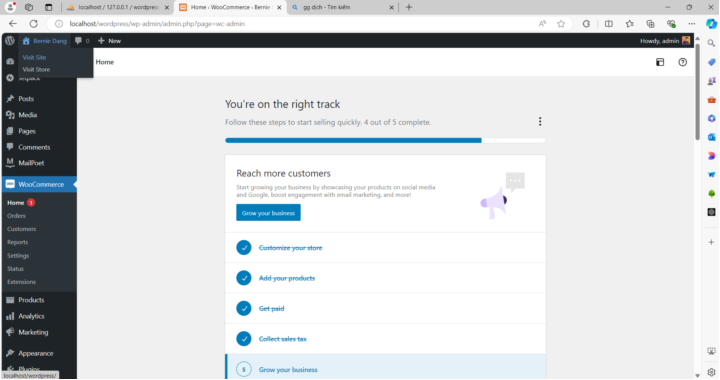 localhost / 127.0.0.1 / wordpres
Home ‹ WooCommerce ‹ Bernie
gg dịch - Tìm kiếm
localhost/wordpress/wp-admin/admin.php?page=wc-admin
Bernie Dang
0
New
Howdy, admin
Visit Site
Visit Store
Home
Jetpack
Posts
Media
Pages
Comments
MailPoet
WooCommerce
Home 1
Orders
Customers
Reports
Settings
Status
Extensions
Products
Analytics
Marketing
Appearance
Plugins
You're on the right track
Follow these steps to start selling quickly. 4 out of 5 complete.
Reach more customers
Start growing your business by showcasing your products on social media
and Google, boost engagement with email marketing, and more!
Grow your business
Customize your store
Add your products
Get paid
Collect sales tax
5
Grow your business
localhost/wordpress/